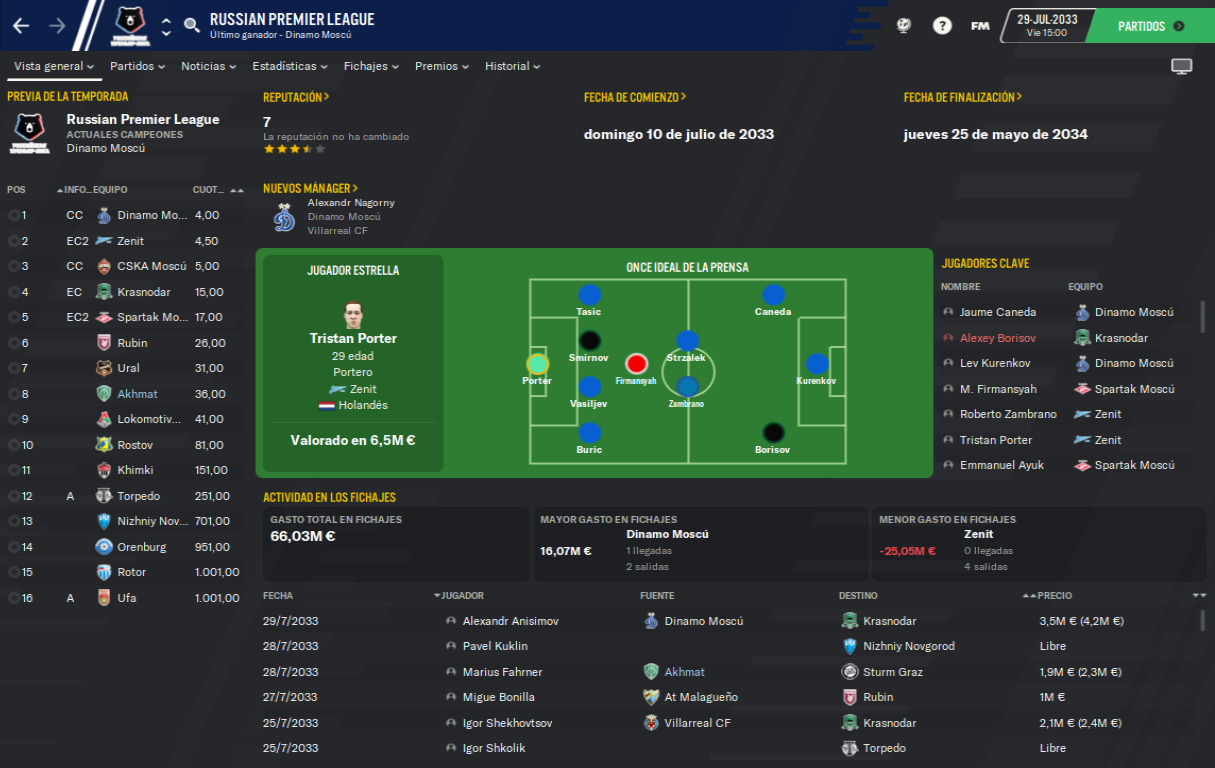 RUSSIAN PREMIER LEAGUE
Último ganador - Dinamo Moscú
FM
29-JUL-2033
Vie 15:00
PARTIDOS
Vista general
Partidos
Noticias
Estadísticas
Fichajes
Premios
Historial
PREVIA DE LA TEMPORADA
Russian Premier League
ACTUALES CAMPEONES
Dinamo Moscú
REPUTACIÓN
7
La reputación no ha cambiado
FECHA DE COMIENZO
domingo 10 de julio de 2033
FECHA DE FINALIZACIÓN
jueves 25 de mayo de 2034
NUEVOS MÁNAGER
Alexandr Nagorny
Dinamo Moscú
Villarreal CF
POS INFO... EQUIPO CUOT...
1 CC Dinamo Mo... 4,00
2 EC2 Zenit 4,50
3 CC CSKA Moscú 5,00
4 EC Krasnodar 15,00
5 EC2 Spartak Mo... 17,00
6 Rubin 26,00
7 Ural 31,00
8 Akhmat 36,00
9 Lokomotiv... 41,00
10 Rostov 81,00
11 Khimki 151,00
12 A Torpedo 251,00
13 Nizhniy Nov... 701,00
14 Orenburg 951,00
15 Rotor 1.001,00
16 A Ufa 1.001,00
JUGADOR ESTRELLA
Tristan Porter
29 edad
Portero
Zenit
Holandés
Valorado en 6,5M €
ONCE IDEAL DE LA PRENSA
Tasic
Caneda
Smirnov
Strzalek
Porter
Firmansyah
Kurenkov
Vasiljev
Zambrano
Buric
Borisov
JUGADORES CLAVE
NOMBRE EQUIPO
Jaume Caneda Dinamo Moscú
Alexey Borisov Krasnodar
Lev Kurenkov Dinamo Moscú
M. Firmansyah Spartak Moscú
Roberto Zambrano Zenit
Tristan Porter Zenit
Emmanuel Ayuk Spartak Moscú
ACTIVIDAD EN LOS FICHAJES
GASTO TOTAL EN FICHAJES
66,03M €
MAYOR GASTO EN FICHAJES
Dinamo Moscú
16,07M €
1 llegadas
2 salidas
MENOR GASTO EN FICHAJES
Zenit
-25,05M €
0 llegadas
4 salidas
FECHA JUGADOR FUENTE DESTINO PRECIO
29/7/2033 Alexandr Anisimov Dinamo Moscú Krasnodar 3,5M € (4,2M €)
28/7/2033 Pavel Kuklin Nizhniy Novgorod Libre
28/7/2033 Marius Fahrner Akhmat Sturm Graz 1,9M € (2,3M €)
27/7/2033 Migue Bonilla At Malagueño Rubin 1M €
25/7/2033 Igor Shekhovtsov Villarreal CF Krasnodar 2,1M € (2,4M €)
25/7/2033 Igor Shkolik Torpedo Libre